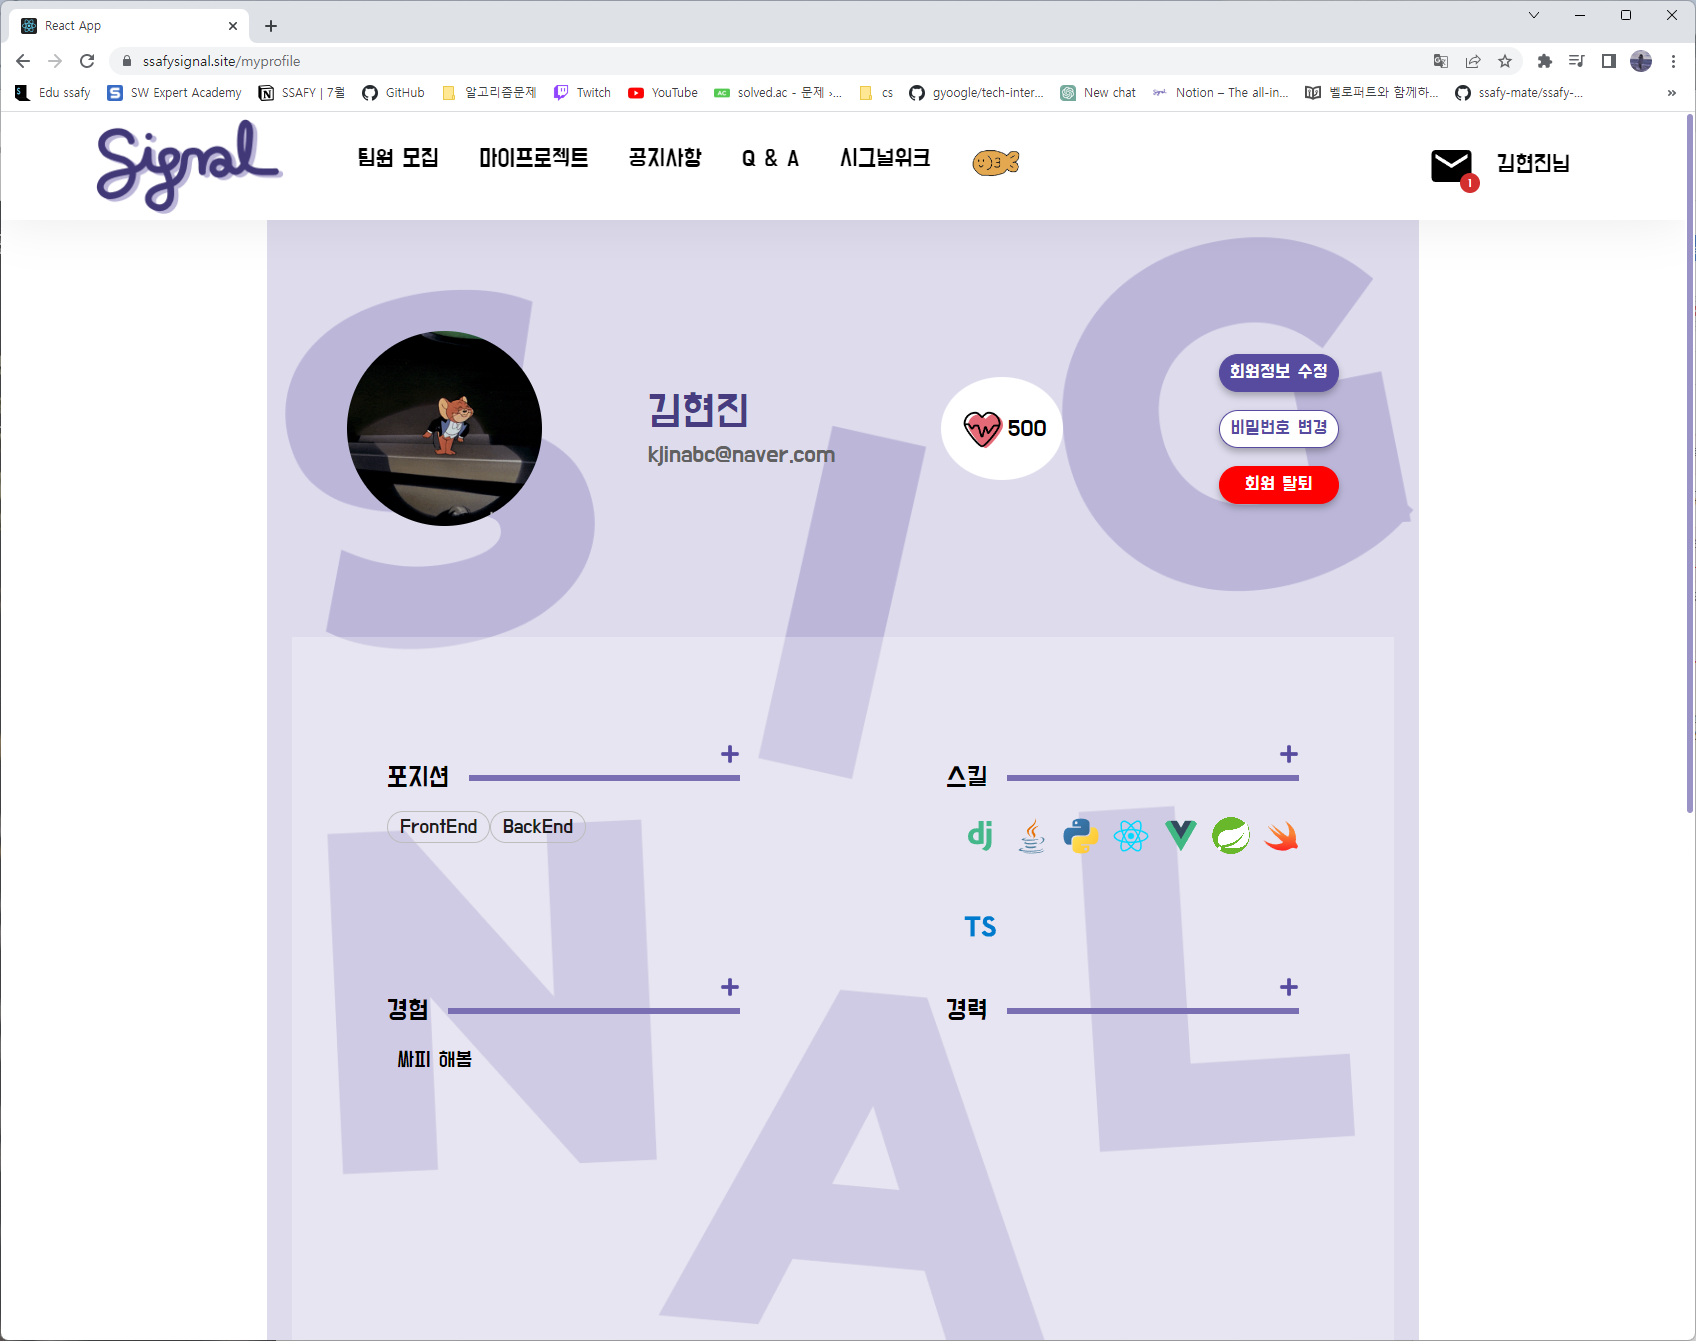 React App
ssafysignal.site/myprofile
Edu ssafy SW Expert Academy SSAFY | 7월 GitHub 알고리즘문제 Twitch YouTube solved.ac - 문제 ›... cs gyoogle/tech-inter... New chat Notion – The all-in... 벨로퍼트와 함께하... ssafy-mate/ssafy-... »
Signal 팀원 모집 마이프로젝트 공지사항 Q & A 시그널위크 1 김현진님
SIG
김현진
kjinabc@naver.com
500
회원정보 수정
비밀번호 변경
회원 탈퇴
포지션 +
FrontEnd BackEnd
스킬 +
dj
TS
경험 +
싸피 해봄
경력 +
NAL